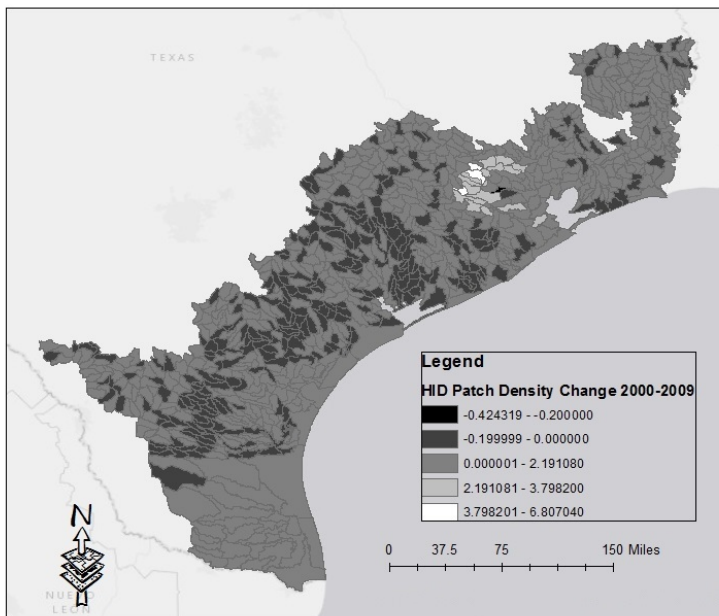 TEXAS
Legend
HID Patch Density Change 2000-2009
-0.424319 - -0.200000
-0.199999 - 0.000000
0.000001 - 2.191080
2.191081 - 3.798200
3.798201 - 6.807040
N
0 37.5 75 150 Miles
NUEVO
LEÓN